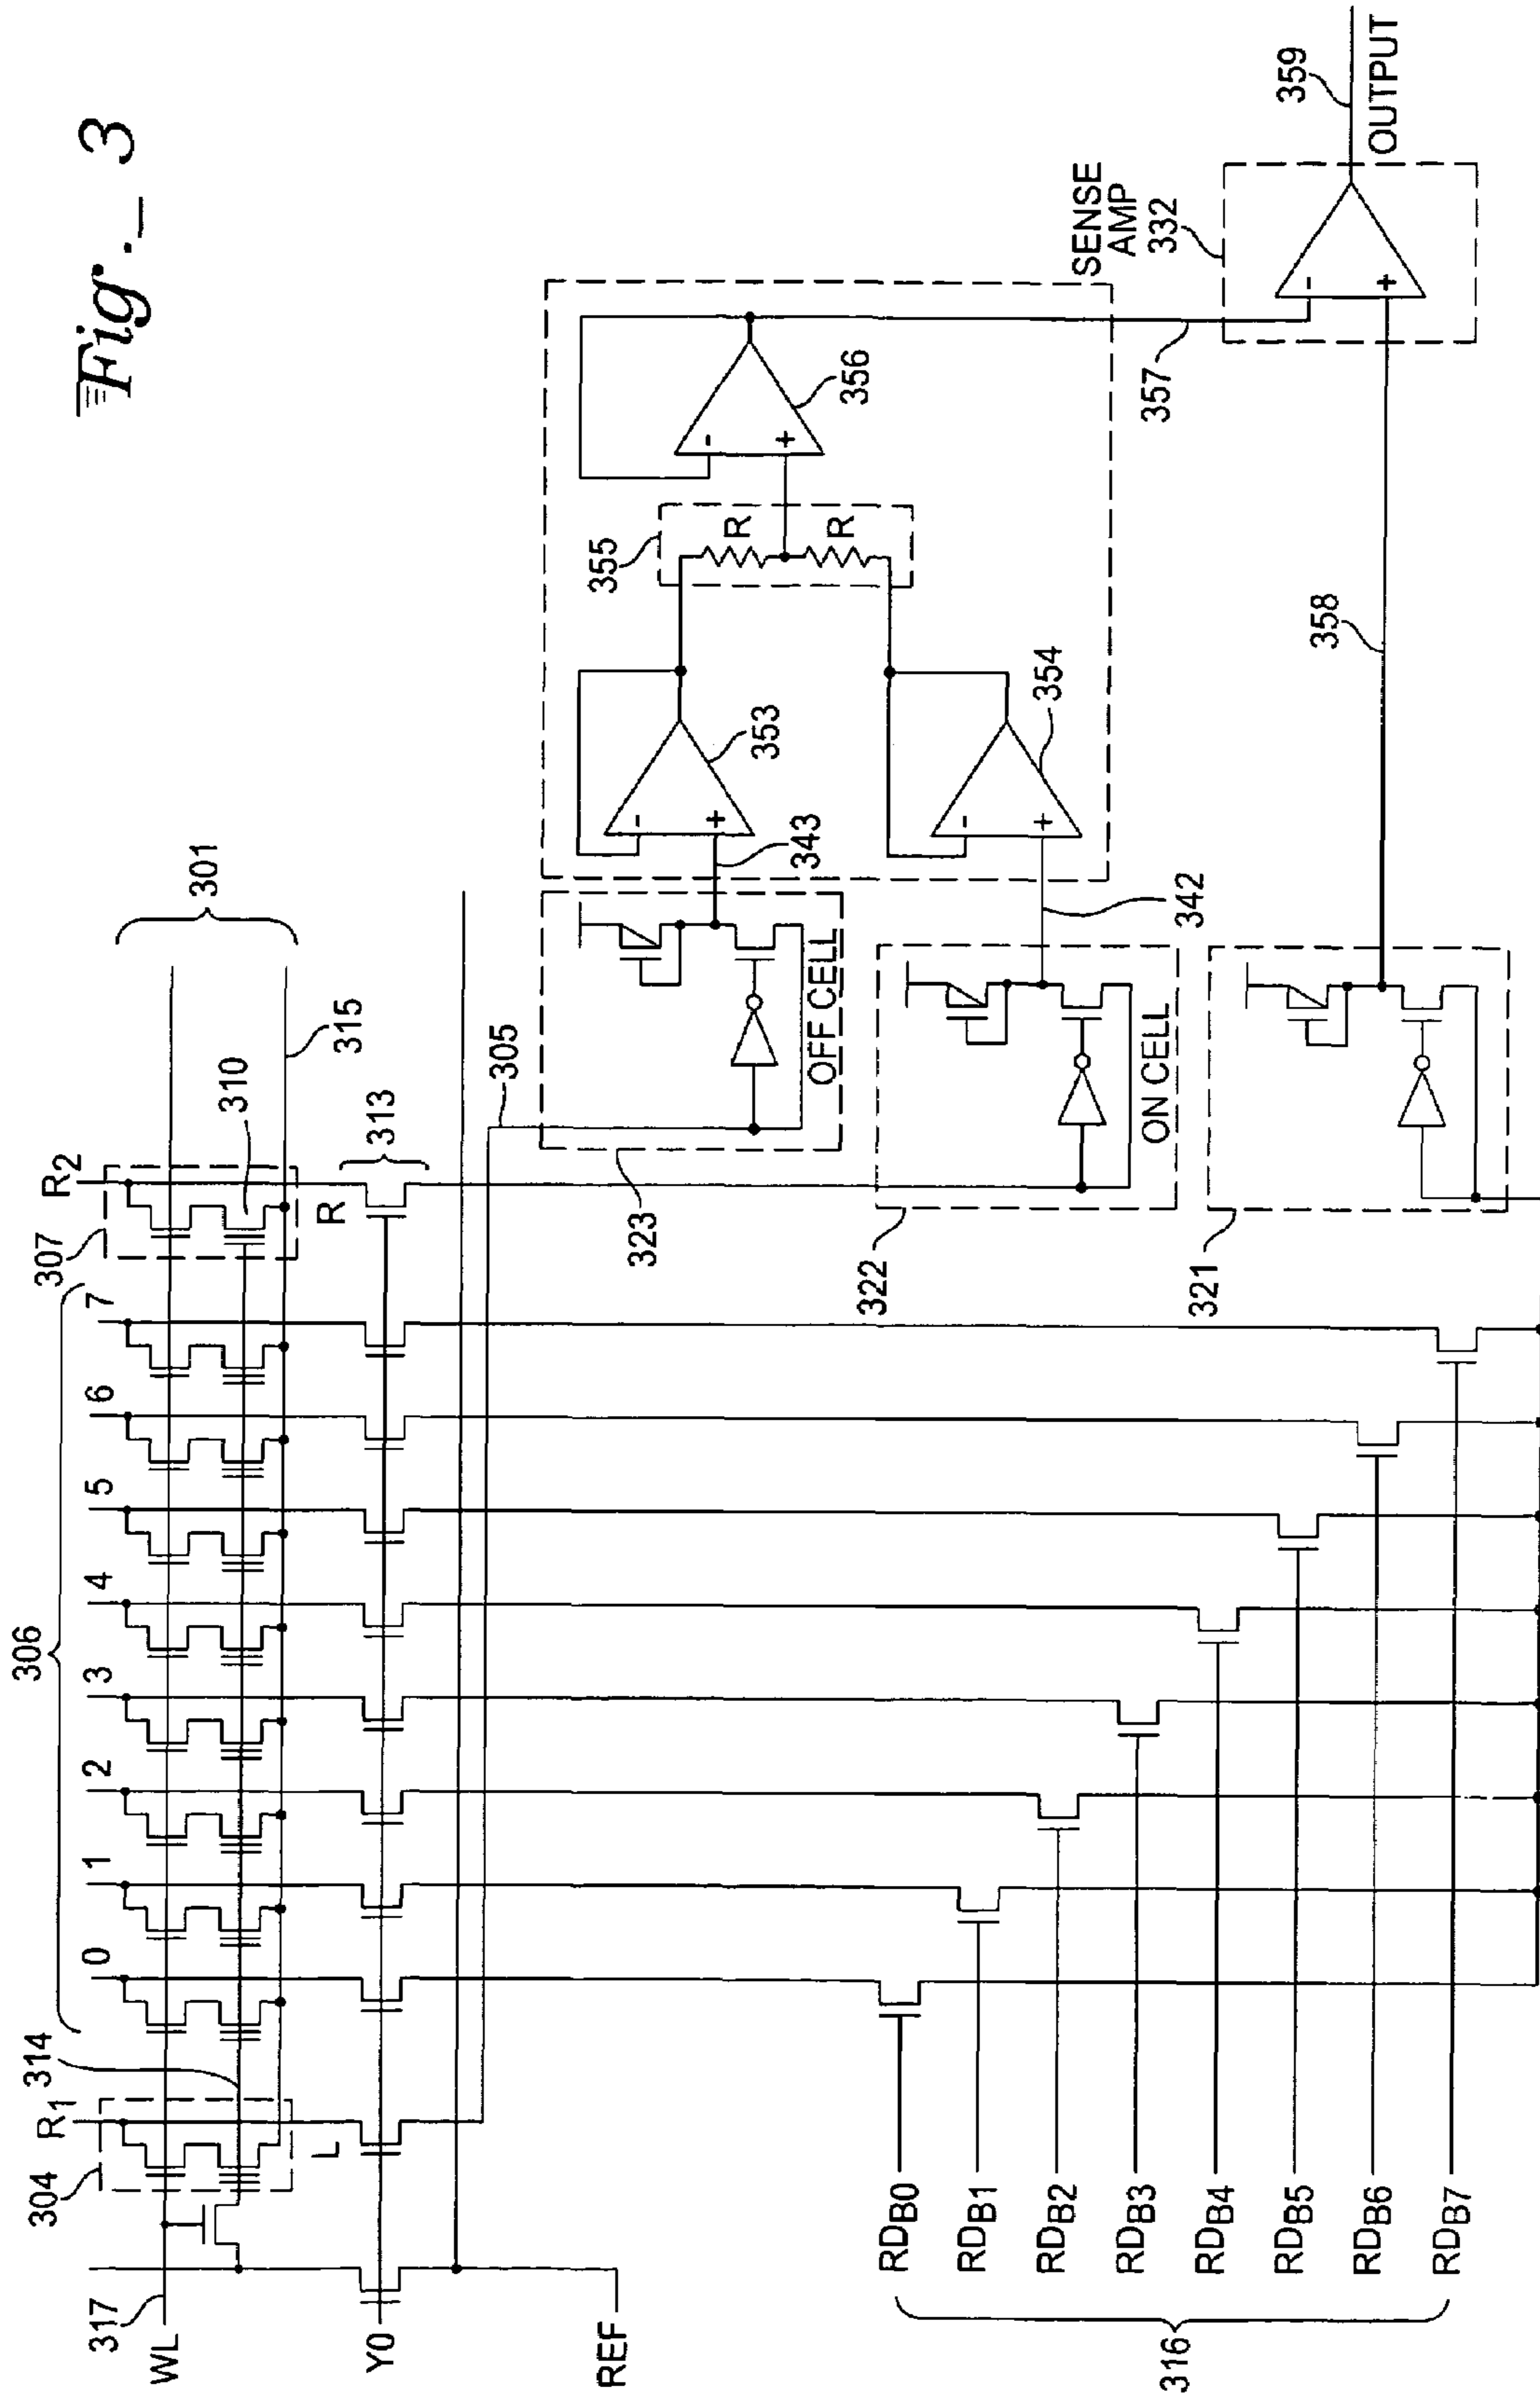 Fig. 3
WL
317
Y0
REF
304
R1
L
314
306
0
1
2
3
4
5
6
7
307
R2
R
310
313
315
301
305
323
OFF CELL
343
353
355
R
R
356
322
ON CELL
342
354
321
358
357
SENSE
AMP
332
359
OUTPUT
316
RDB0
RDB1
RDB2
RDB3
RDB4
RDB5
RDB6
RDB7
-
+
-
+
-
+
-
+